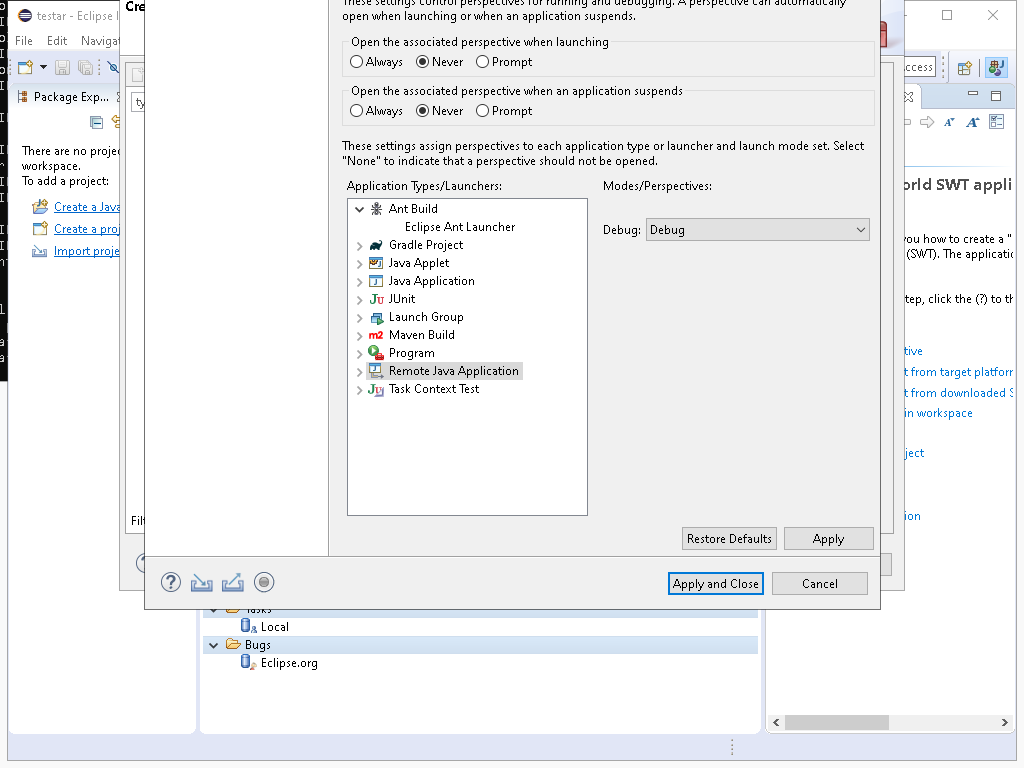 testar - Eclipse I
Cre
These settings control perspectives for running and debugging. A perspective can automatically
open when launching or when an application suspends.
File Edit Navigat
Open the associated perspective when launching
Always Never Prompt
ccess
Open the associated perspective when an application suspends
Package Exp...
ty
Always Never Prompt
There are no projec
workspace.
To add a project:
These settings assign perspectives to each application type or launcher and launch mode set. Select
"None" to indicate that a perspective should not be opened.
Application Types/Launchers:
Modes/Perspectives:
orld SWT appli
Create a Java
Create a proj
Import proje
Ant Build
Eclipse Ant Launcher
Gradle Project
Java Applet
Java Application
JUnit
Launch Group
Maven Build
Program
Remote Java Application
Task Context Test
Debug: Debug
you how to create a "
(SWT). The applicatio
tep, click the (?) to th
tive
t from target platform
t from downloaded S
in workspace
ject
ion
Filt
Restore Defaults
Apply
Apply and Close
Cancel
Tasks
Local
Bugs
Eclipse.org